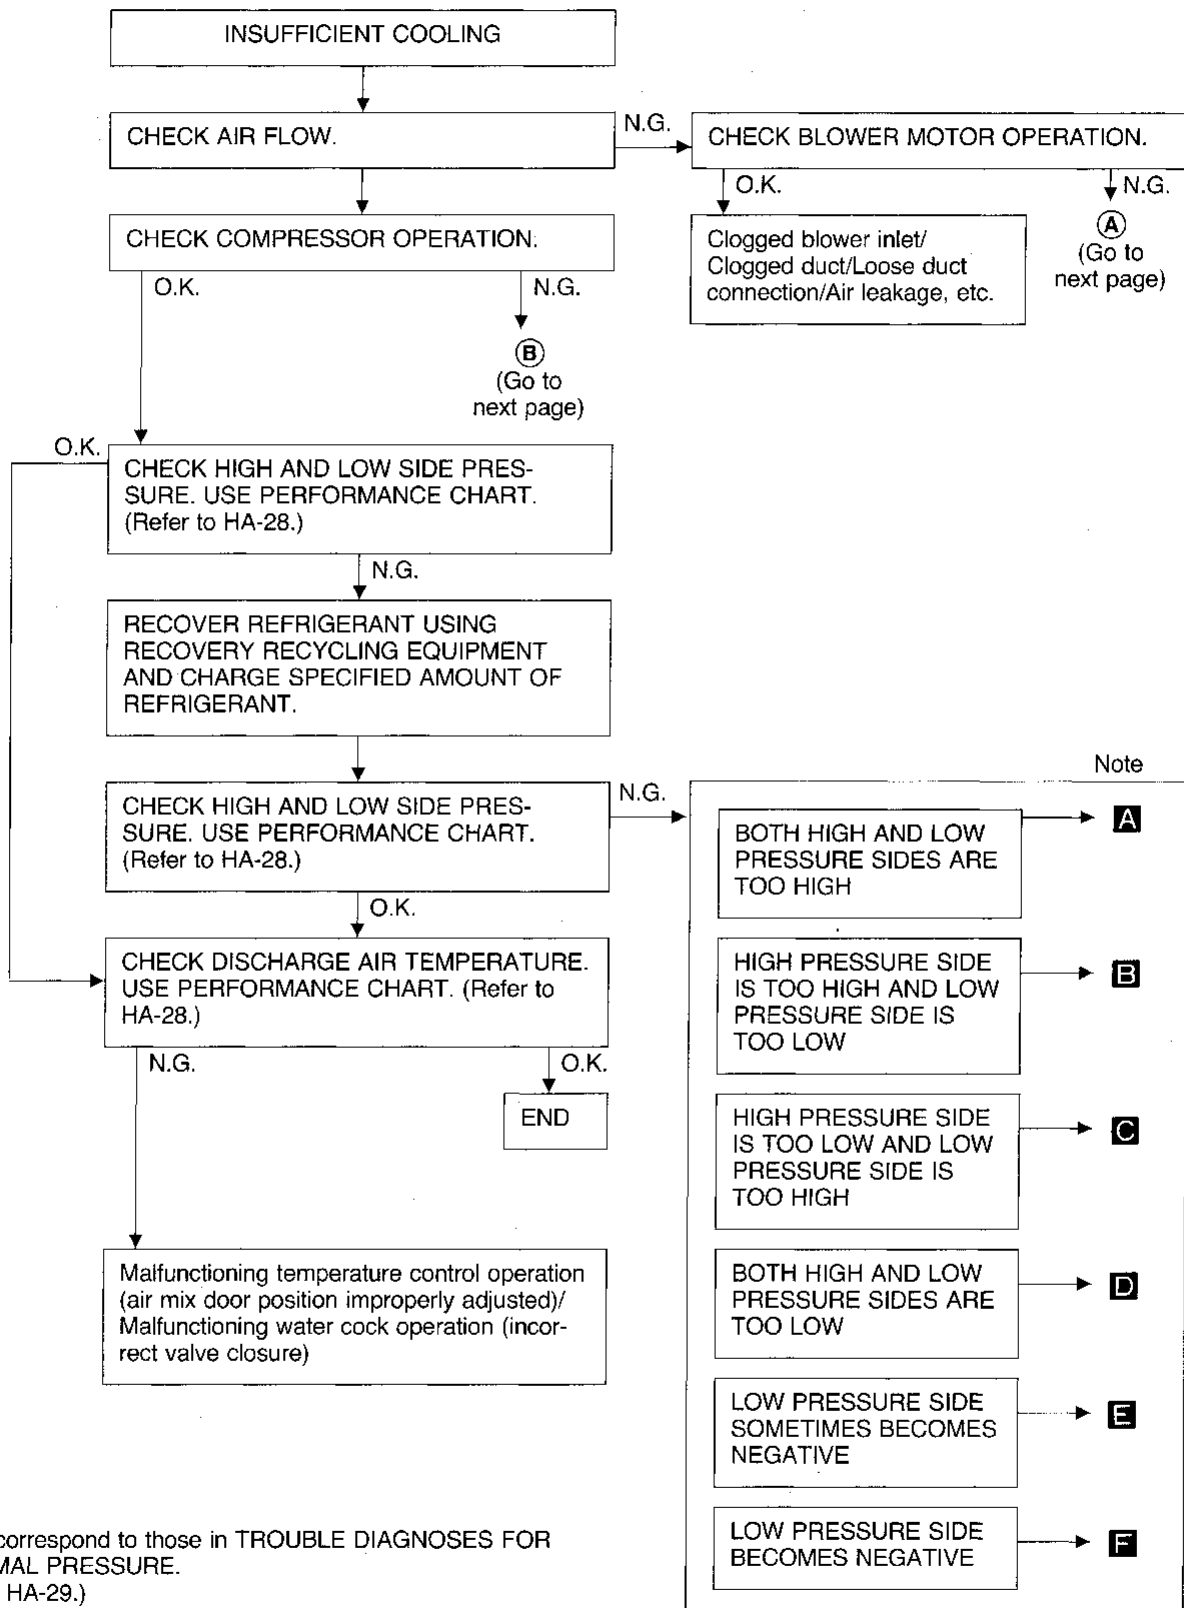 INSUFFICIENT COOLING
CHECK AIR FLOW.
N.G.
CHECK BLOWER MOTOR OPERATION.
O.K.
N.G.
Clogged blower inlet/
Clogged duct/Loose duct
connection/Air leakage, etc.
A
(Go to
next page)
CHECK COMPRESSOR OPERATION.
O.K.
N.G.
B
(Go to
next page)
O.K.
CHECK HIGH AND LOW SIDE PRES-
SURE. USE PERFORMANCE CHART.
(Refer to HA-28.)
N.G.
RECOVER REFRIGERANT USING
RECOVERY RECYCLING EQUIPMENT
AND CHARGE SPECIFIED AMOUNT OF
REFRIGERANT.
CHECK HIGH AND LOW SIDE PRES-
SURE. USE PERFORMANCE CHART.
(Refer to HA-28.)
N.G.
O.K.
CHECK DISCHARGE AIR TEMPERATURE.
USE PERFORMANCE CHART. (Refer to
HA-28.)
N.G.
O.K.
END
Malfunctioning temperature control operation
(air mix door position improperly adjusted)/
Malfunctioning water cock operation (incor-
rect valve closure)
Note
BOTH HIGH AND LOW
PRESSURE SIDES ARE
TOO HIGH
A
HIGH PRESSURE SIDE
IS TOO HIGH AND LOW
PRESSURE SIDE IS
TOO LOW
B
HIGH PRESSURE SIDE
IS TOO LOW AND LOW
PRESSURE SIDE IS
TOO HIGH
C
BOTH HIGH AND LOW
PRESSURE SIDES ARE
TOO LOW
D
LOW PRESSURE SIDE
SOMETIMES BECOMES
NEGATIVE
E
LOW PRESSURE SIDE
BECOMES NEGATIVE
F
correspond to those in TROUBLE DIAGNOSES FOR
MAL PRESSURE.
HA-29.)